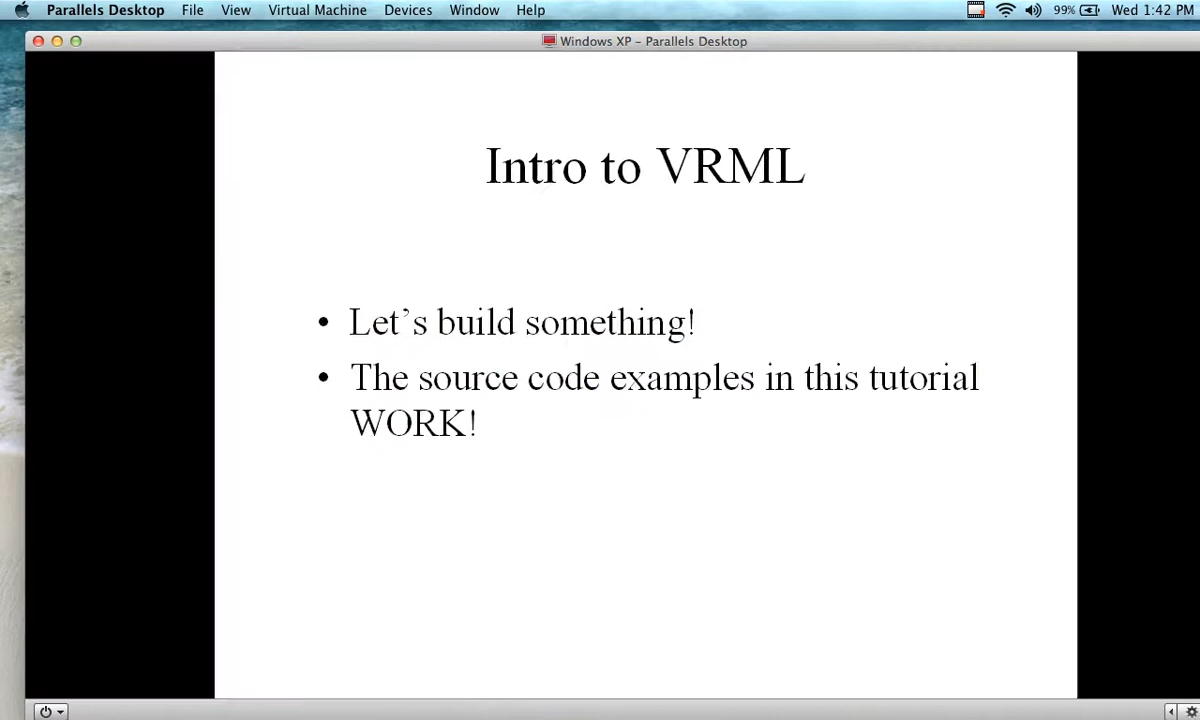 Parallels Desktop File View Virtual Machine Devices Window Help 99% Wed 1:42 PM
Windows XP – Parallels Desktop
Intro to VRML
• Let’s build something!
• The source code examples in this tutorial
WORK!